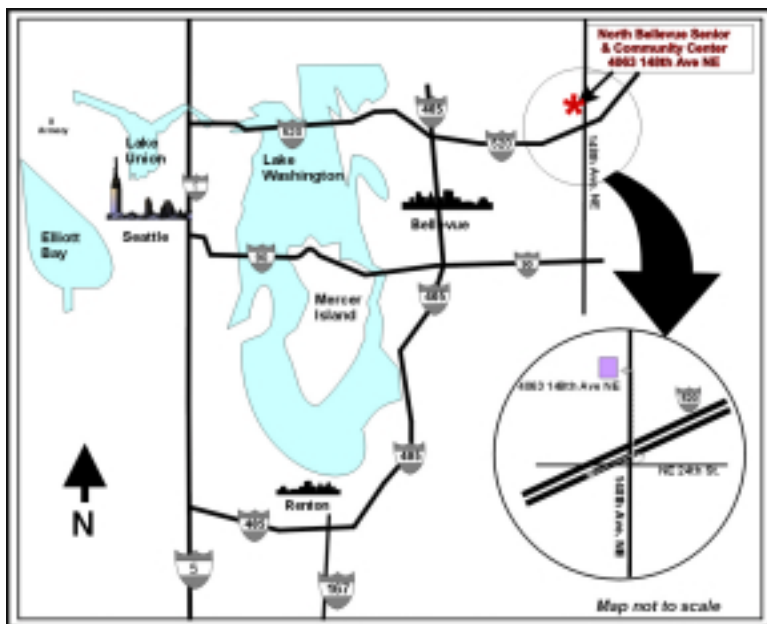 North Bellevue Senior
& Community Center
4063 148th Ave NE
405
520
520
Lake
Union
Lake
Washington
148th Ave, NE
5
Seattle
Bellevue
Elliott
Bay
90
90
Mercer
Island
405
4063 148th Ave NE
520
NE 24th St.
148th Ave, NE
405
N
Renton
405
5
167
Map not to scale